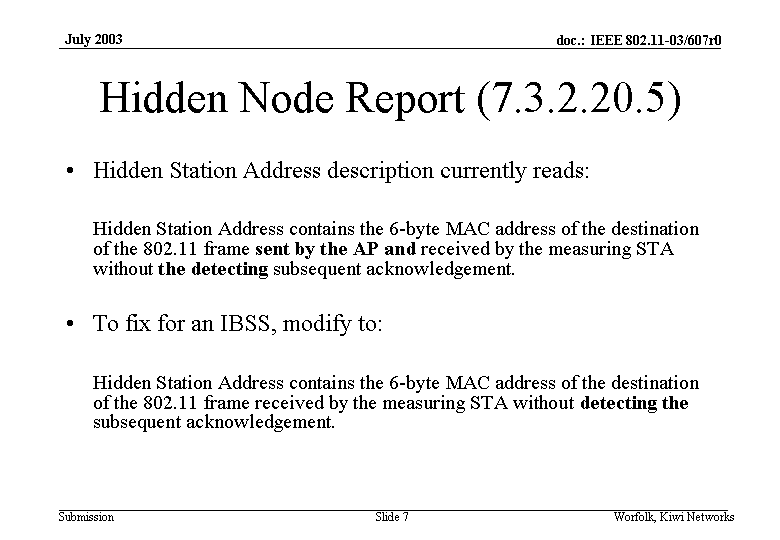 July 2003
doc.: IEEE 802.11-03/607r0
Hidden Node Report (7.3.2.20.5)
• Hidden Station Address description currently reads:
Hidden Station Address contains the 6-byte MAC address of the destination
of the 802.11 frame sent by the AP and received by the measuring STA
without the detecting subsequent acknowledgement.
• To fix for an IBSS, modify to:
Hidden Station Address contains the 6-byte MAC address of the destination
of the 802.11 frame received by the measuring STA without detecting the
subsequent acknowledgement.
Submission
Slide 7
Worfolk, Kiwi Networks